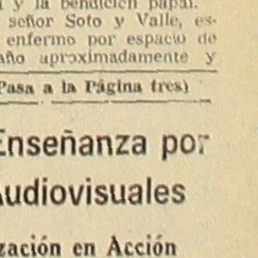 y la bendición papal.
señor Soto y Valle, es-
enfermo por espacio de
año aproximadamente y
Pasa a la Página tres)
Enseñanza por
Audiovisuales
zación en Acción